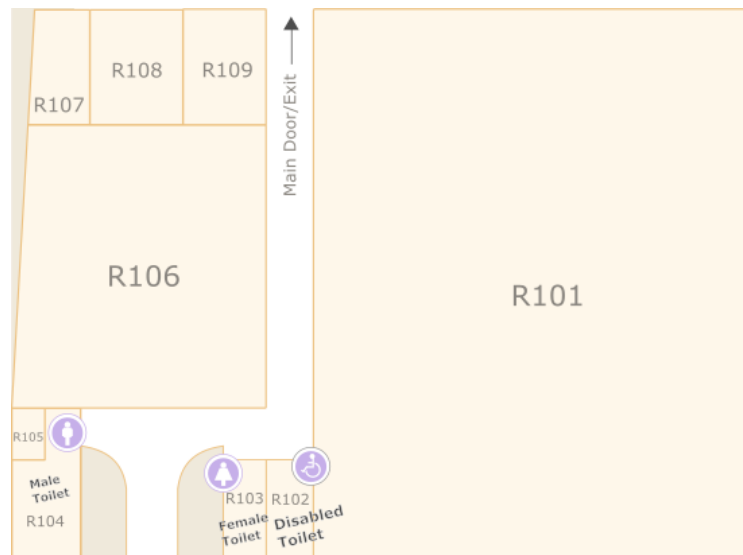 R108
R109
R107
Main Door/Exit
R106
R101
R105
Male
Toilet
R104
R103
R102
Female
Toilet
Disabled
Toilet